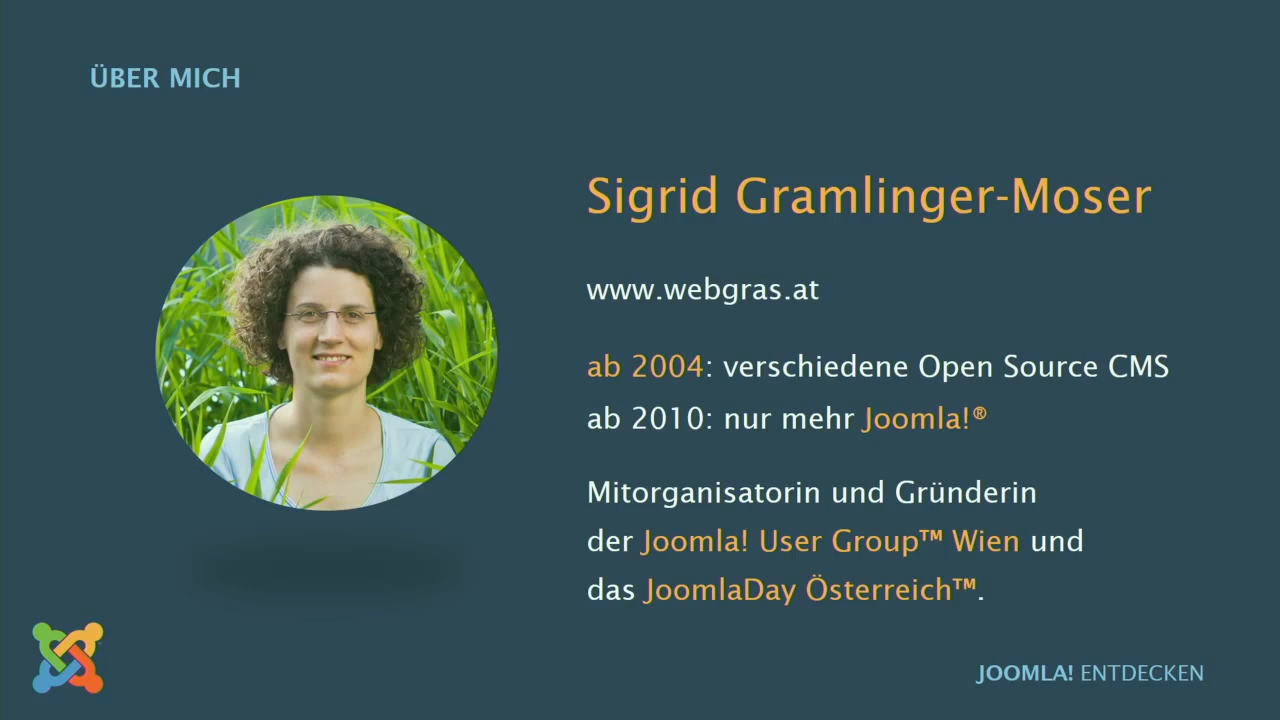 ÜBER MICH
Sigrid Gramlinger-Moser
www.webgras.at
ab 2004: verschiedene Open Source CMS
ab 2010: nur mehr Joomla!®
Mitorganisatorin und Gründerin
der Joomla! User Group™ Wien und
das JoomlaDay Österreich™.
JOOMLA! ENTDECKEN